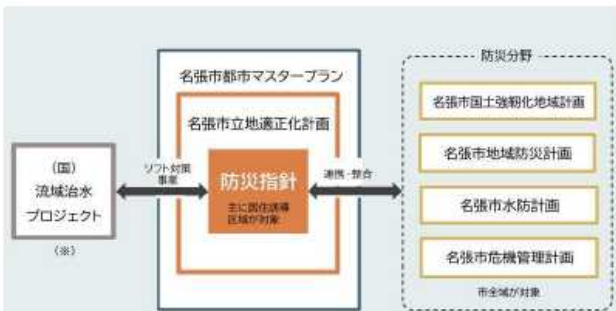 (国)
流域治水
プロジェクト
(※)
ソフト対策
事業
名張市都市マスタープラン
名張市立地適正化計画
防災指針
主に居住誘導
区域が対象
連携・整合
防災分野
名張市国土強靭化地域計画
名張市地域防災計画
名張市水防計画
名張市危機管理計画
市全域が対象